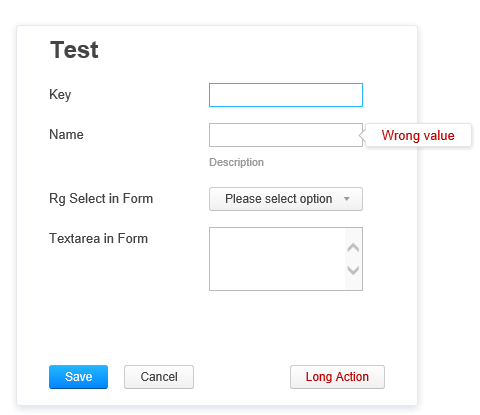 Test
Key
Name
Wrong value
Description
Rg Select in Form
Please select option
Textarea in Form
Save
Cancel
Long Action